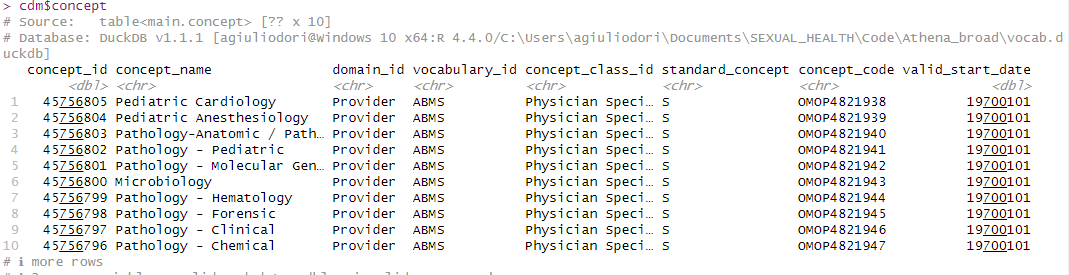 > cdm$concept
# Source:   table<main.concept> [?? x 10]
# Database: DuckDB v1.1.1 [agiuliodori@Windows 10 x64:R 4.4.0/C:\Users\agiuliodori\Documents\SEXUAL_HEALTH\Code\Athena_broad\vocab.d
uckdb]
concept_id concept_name domain_id vocabulary_id concept_class_id standard_concept concept_code valid_start_date
<dbl> <chr> <chr> <chr> <chr> <chr> <chr> <dbl>
1 45756805 Pediatric Cardiology Provider ABMS Physician Speci… S OMOP4821938 19700101
2 45756804 Pediatric Anesthesiology Provider ABMS Physician Speci… S OMOP4821939 19700101
3 45756803 Pathology-Anatomic / Path… Provider ABMS Physician Speci… S OMOP4821940 19700101
4 45756802 Pathology - Pediatric Provider ABMS Physician Speci… S OMOP4821941 19700101
5 45756801 Pathology - Molecular Gen… Provider ABMS Physician Speci… S OMOP4821942 19700101
6 45756800 Microbiology Provider ABMS Physician Speci… S OMOP4821943 19700101
7 45756799 Pathology - Hematology Provider ABMS Physician Speci… S OMOP4821944 19700101
8 45756798 Pathology - Forensic Provider ABMS Physician Speci… S OMOP4821945 19700101
9 45756797 Pathology - Clinical Provider ABMS Physician Speci… S OMOP4821946 19700101
10 45756796 Pathology - Chemical Provider ABMS Physician Speci… S OMOP4821947 19700101
# ℹ more rows